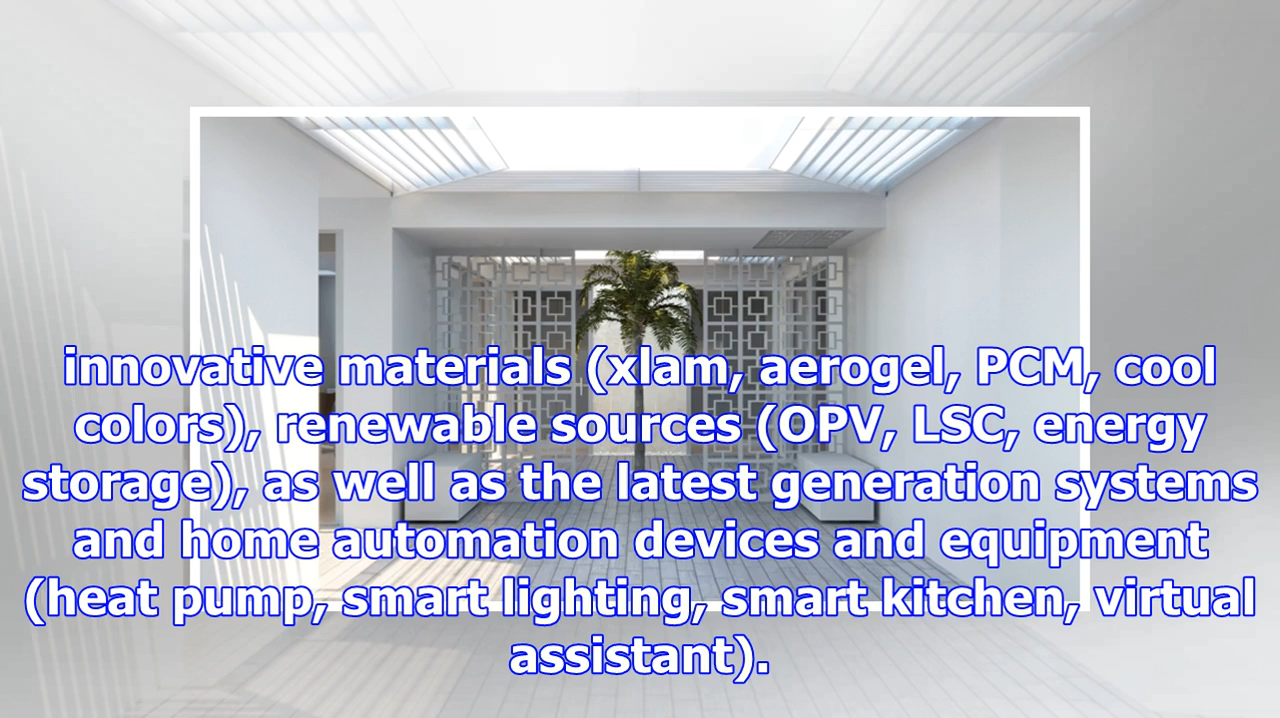 innovative materials (xlam, aerogel, PCM, cool
colors), renewable sources (OPV, LSC, energy
storage), as well as the latest generation systems
and home automation devices and equipment
(heat pump, smart lighting, smart kitchen, virtual
assistant).